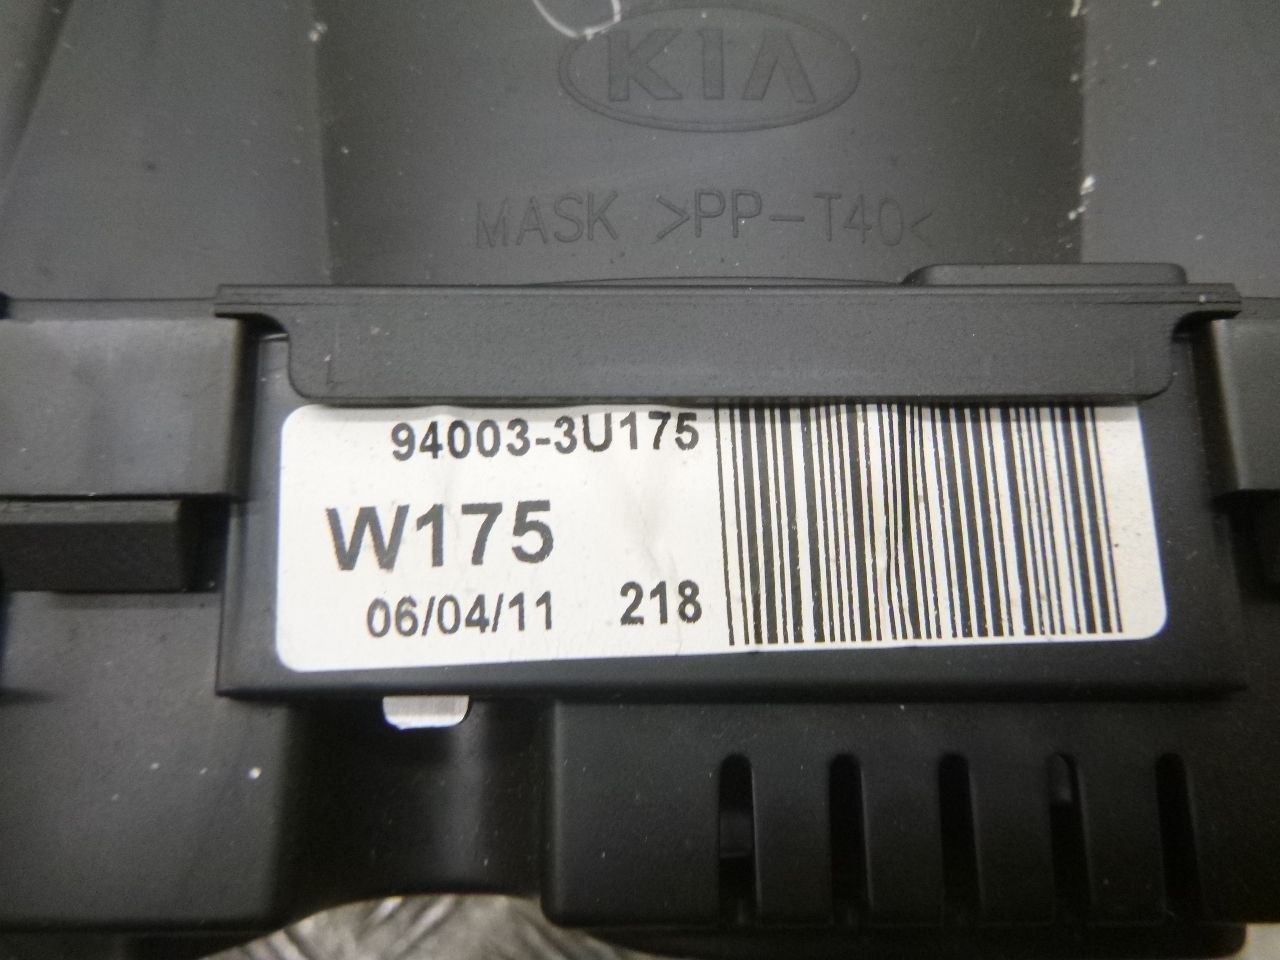 KIA
MASK >PP-T40<
94003-3U175
W175
06/04/11 218